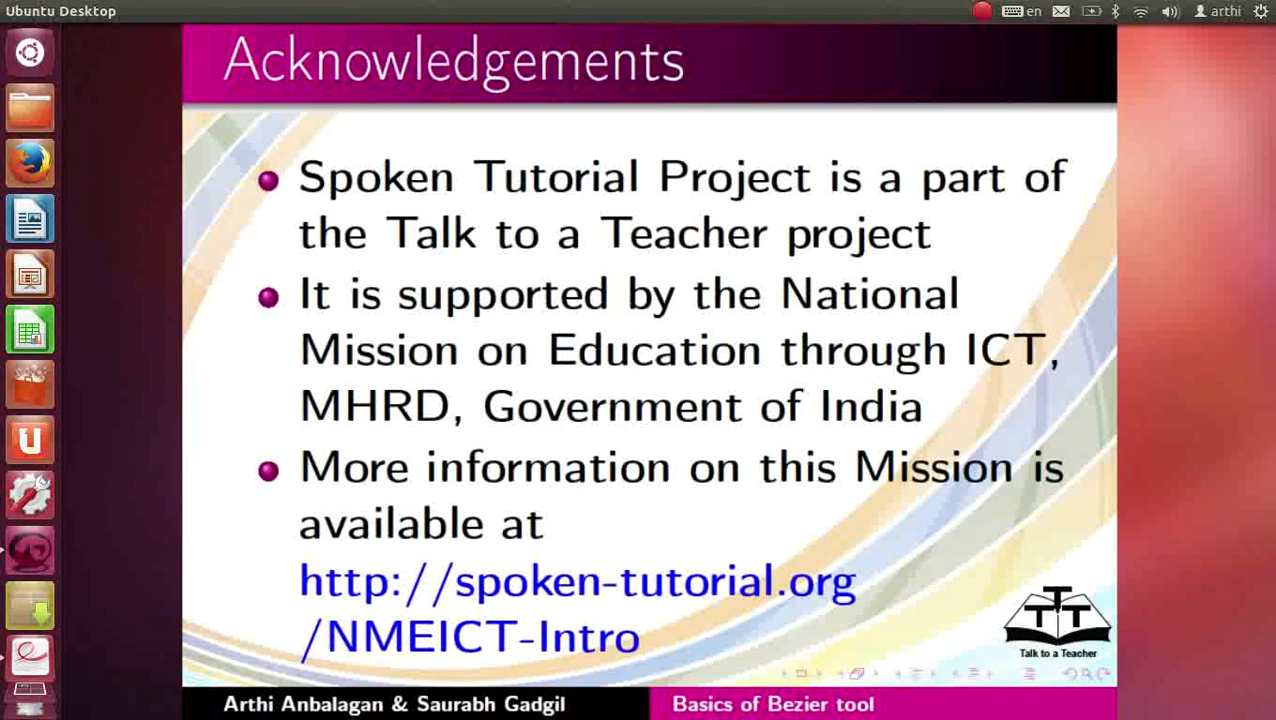 Ubuntu Desktop
en
arthi
Acknowledgements
Spoken Tutorial Project is a part of
the Talk to a Teacher project
It is supported by the National
Mission on Education through ICT,
MHRD, Government of India
More information on this Mission is
available at
http://spoken-tutorial.org
/NMEICT-Intro
T T T
Talk to a Teacher
Arthi Anbalagan & Saurabh Gadgil
Basics of Bezier tool